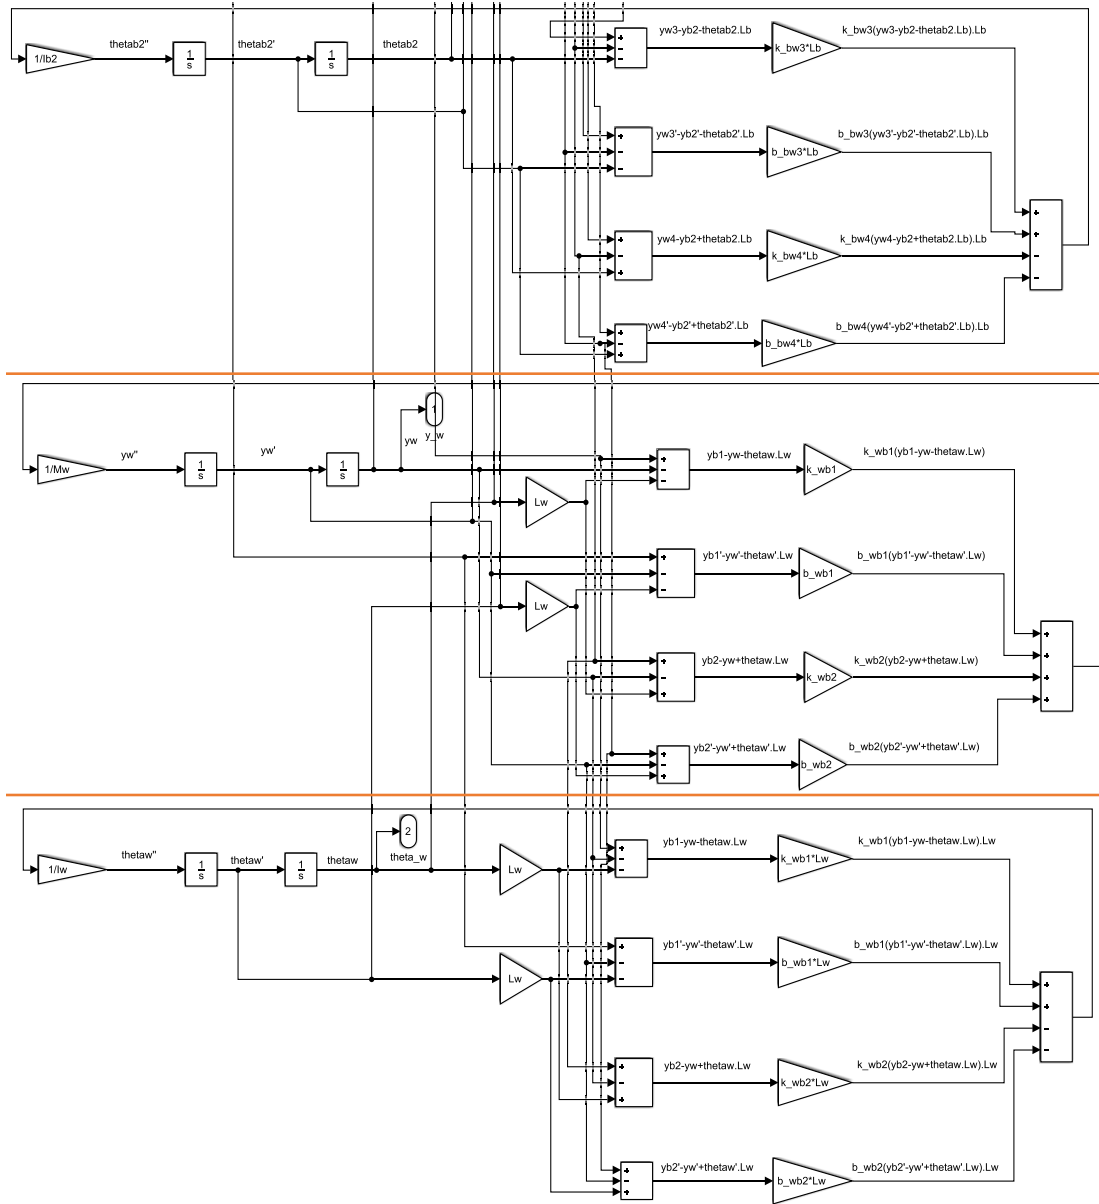 1/Ib2
thetab2''
1
s
thetab2'
1
s
thetab2
yw3-yb2-thetab2.Lb
k_bw3*Lb
k_bw3(yw3-yb2-thetab2.Lb).Lb
yw3'-yb2'-thetab2'.Lb
b_bw3*Lb
b_bw3(yw3'-yb2'-thetab2'.Lb).Lb
yw4-yb2+thetab2.Lb
k_bw4*Lb
k_bw4(yw4-yb2+thetab2.Lb).Lb
yw4'-yb2'+thetab2'.Lb
b_bw4*Lb
b_bw4(yw4'-yb2'+thetab2'.Lb).Lb
1/Mw
yw''
1
s
yw'
1
s
yw
1
y_w
Lw
yb1-yw-thetaw.Lw
k_wb1
k_wb1(yb1-yw-thetaw.Lw)
yb1'-yw'-thetaw'.Lw
b_wb1
b_wb1(yb1'-yw'-thetaw'.Lw)
Lw
yb2-yw+thetaw.Lw
k_wb2
k_wb2(yb2-yw+thetaw.Lw)
yb2'-yw'+thetaw'.Lw
b_wb2
b_wb2(yb2'-yw'+thetaw'.Lw)
1/Iw
thetaw''
1
s
thetaw'
1
s
thetaw
2
theta_w
Lw
yb1-yw-thetaw.Lw
k_wb1*Lw
k_wb1(yb1-yw-thetaw.Lw).Lw
Lw
yb1'-yw'-thetaw'.Lw
b_wb1*Lw
b_wb1(yb1'-yw'-thetaw'.Lw).Lw
yb2-yw+thetaw.Lw
k_wb2*Lw
k_wb2(yb2-yw+thetaw.Lw).Lw
yb2'-yw'+thetaw'.Lw
b_wb2*Lw
b_wb2(yb2'-yw'+thetaw'.Lw).Lw